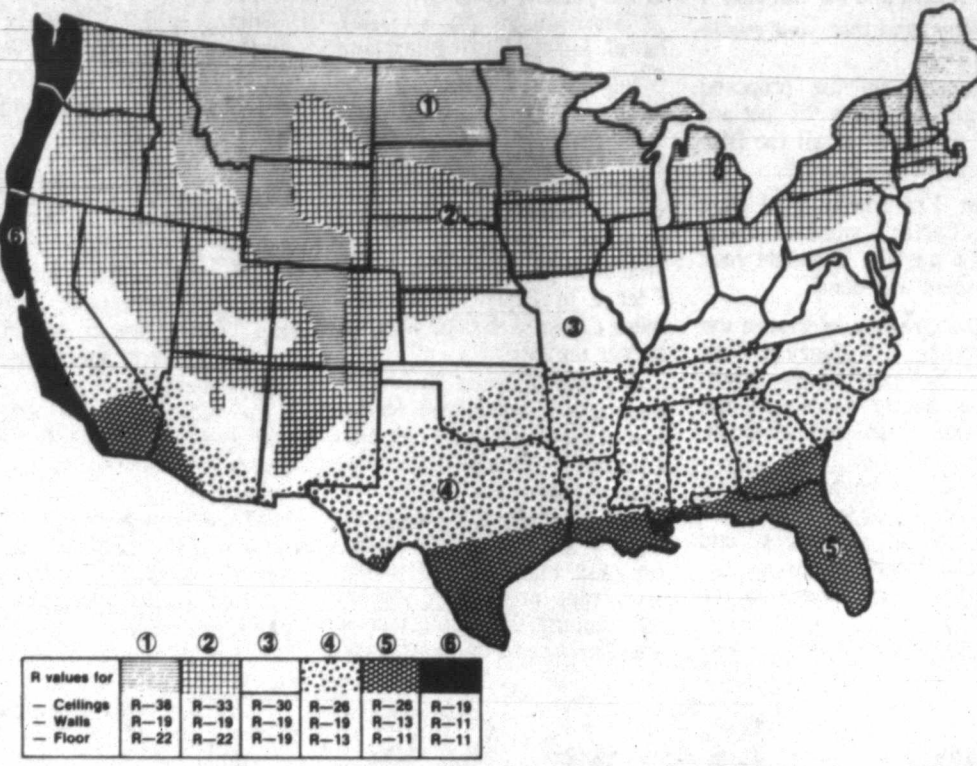 ①
②
⑥
③
④
⑤
① ② ③ ④ ⑤ ⑥
R values for
— Ceilings R—38 R—33 R—30 R—26 R—26 R—19
— Walls R—19 R—19 R—19 R—19 R—13 R—11
— Floor R—22 R—22 R—19 R—13 R—11 R—11